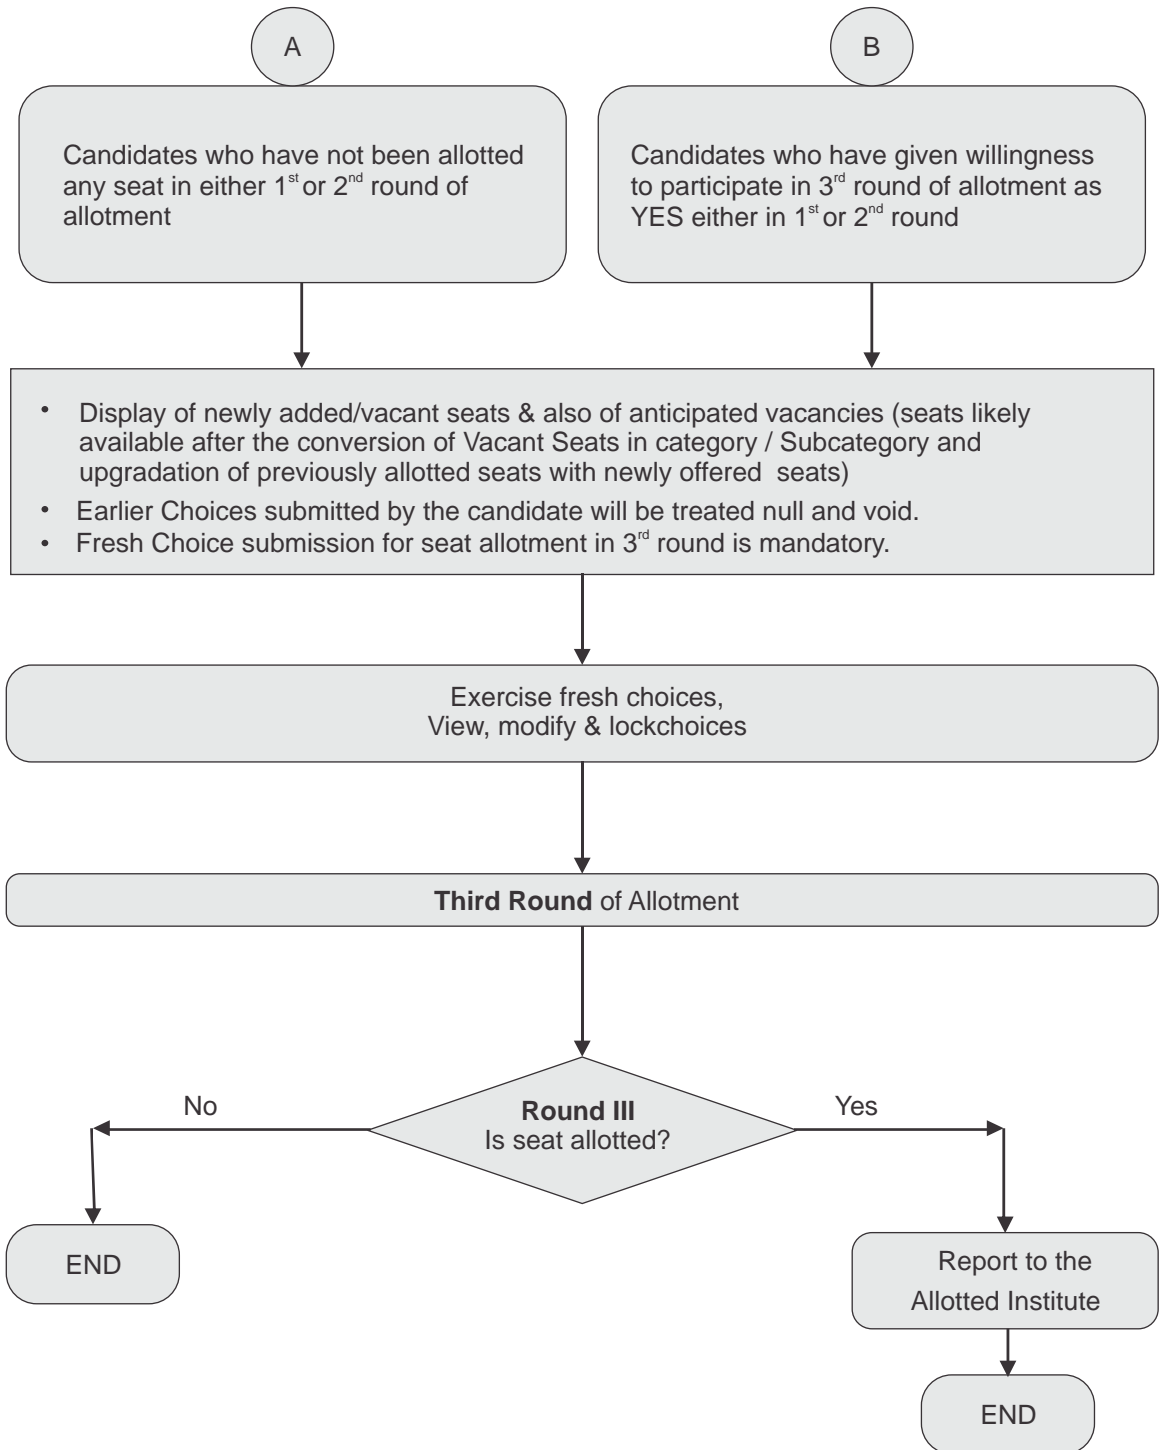 A
B
Candidates who have not been allotted
any seat in either 1st or 2nd round of
allotment
Candidates who have given willingness
to participate in 3rd round of allotment as
YES either in 1st or 2nd round
• Display of newly added/vacant seats & also of anticipated vacancies (seats likely
available after the conversion of Vacant Seats in category / Subcategory and
upgradation of previously allotted seats with newly offered seats)
• Earlier Choices submitted by the candidate will be treated null and void.
• Fresh Choice submission for seat allotment in 3rd round is mandatory.
Exercise fresh choices,
View, modify & lockchoices
Third Round of Allotment
No
Yes
Round III
Is seat allotted?
END
Report to the
Allotted Institute
END